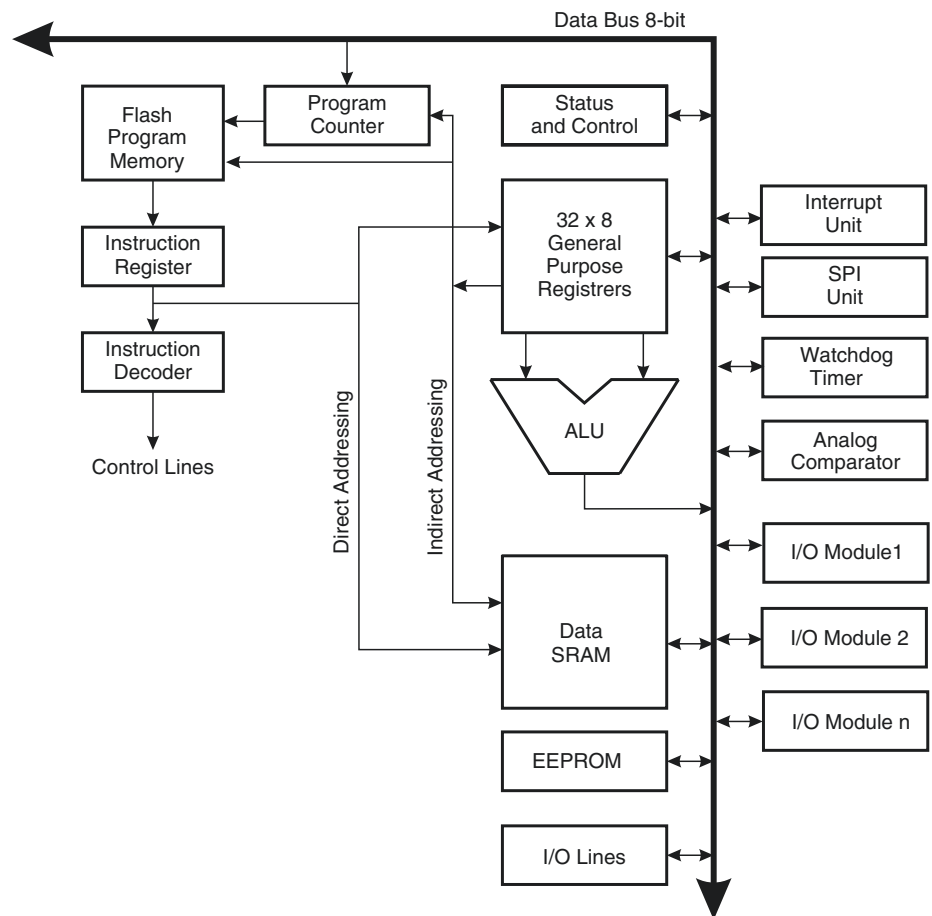 Data Bus 8-bit
Flash
Program
Memory
Program
Counter
Status
and Control
Instruction
Register
32 x 8
General
Purpose
Registrers
Interrupt
Unit
SPI
Unit
Instruction
Decoder
Watchdog
Timer
Control Lines
Direct Addressing
Indirect Addressing
ALU
Analog
Comparator
I/O Module1
Data
SRAM
I/O Module 2
I/O Module n
EEPROM
I/O Lines